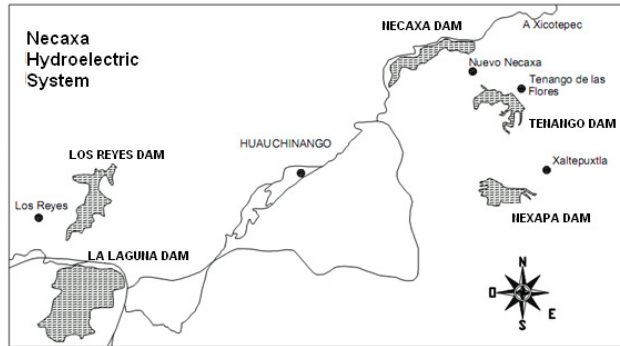 Necaxa
Hydroelectric
System
NECAXA DAM
A Xicotepec
Nuevo Necaxa
Tenango de las
Flores
TENANGO DAM
HUAUCHINANGO
LOS REYES DAM
Xaltepuxtla
Los Reyes
NEXAPA DAM
LA LAGUNA DAM
N
O
E
S